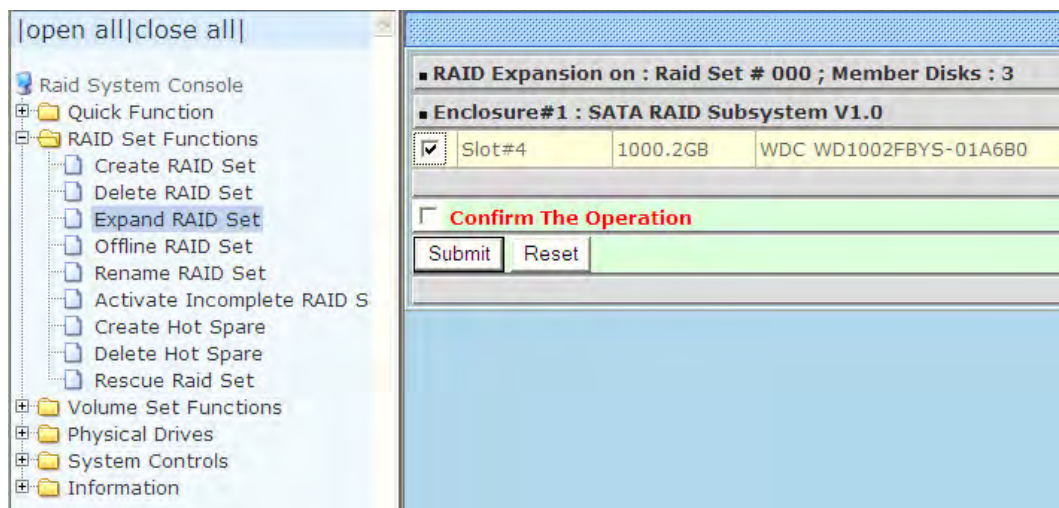 |open all|close all|
Raid System Console
Quick Function
RAID Set Functions
Create RAID Set
Delete RAID Set
Expand RAID Set
Offline RAID Set
Rename RAID Set
Activate Incomplete RAID S
Create Hot Spare
Delete Hot Spare
Rescue Raid Set
Volume Set Functions
Physical Drives
System Controls
Information
▪ RAID Expansion on : Raid Set # 000 ; Member Disks : 3
▪ Enclosure#1 : SATA RAID Subsystem V1.0
Slot#4 1000.2GB WDC WD1002FBYS-01A6B0
Confirm The Operation
Submit Reset